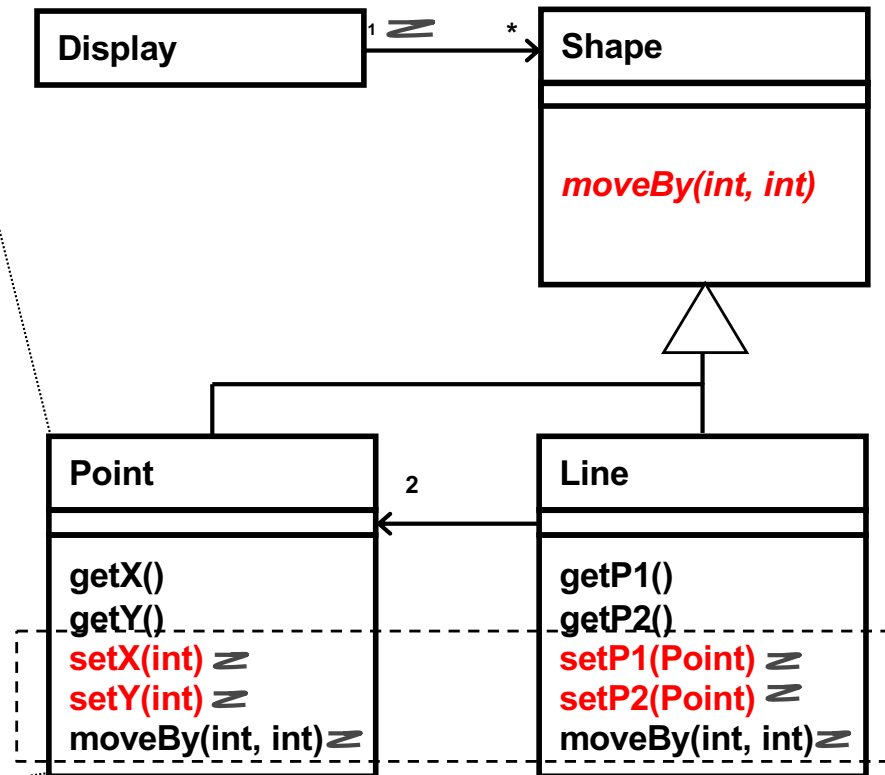 Display
1
*
Shape
moveBy(int, int)
Point
2
Line
getX()
getY()
setX(int)
setY(int)
moveBy(int, int)
getP1()
getP2()
setP1(Point)
setP2(Point)
moveBy(int, int)